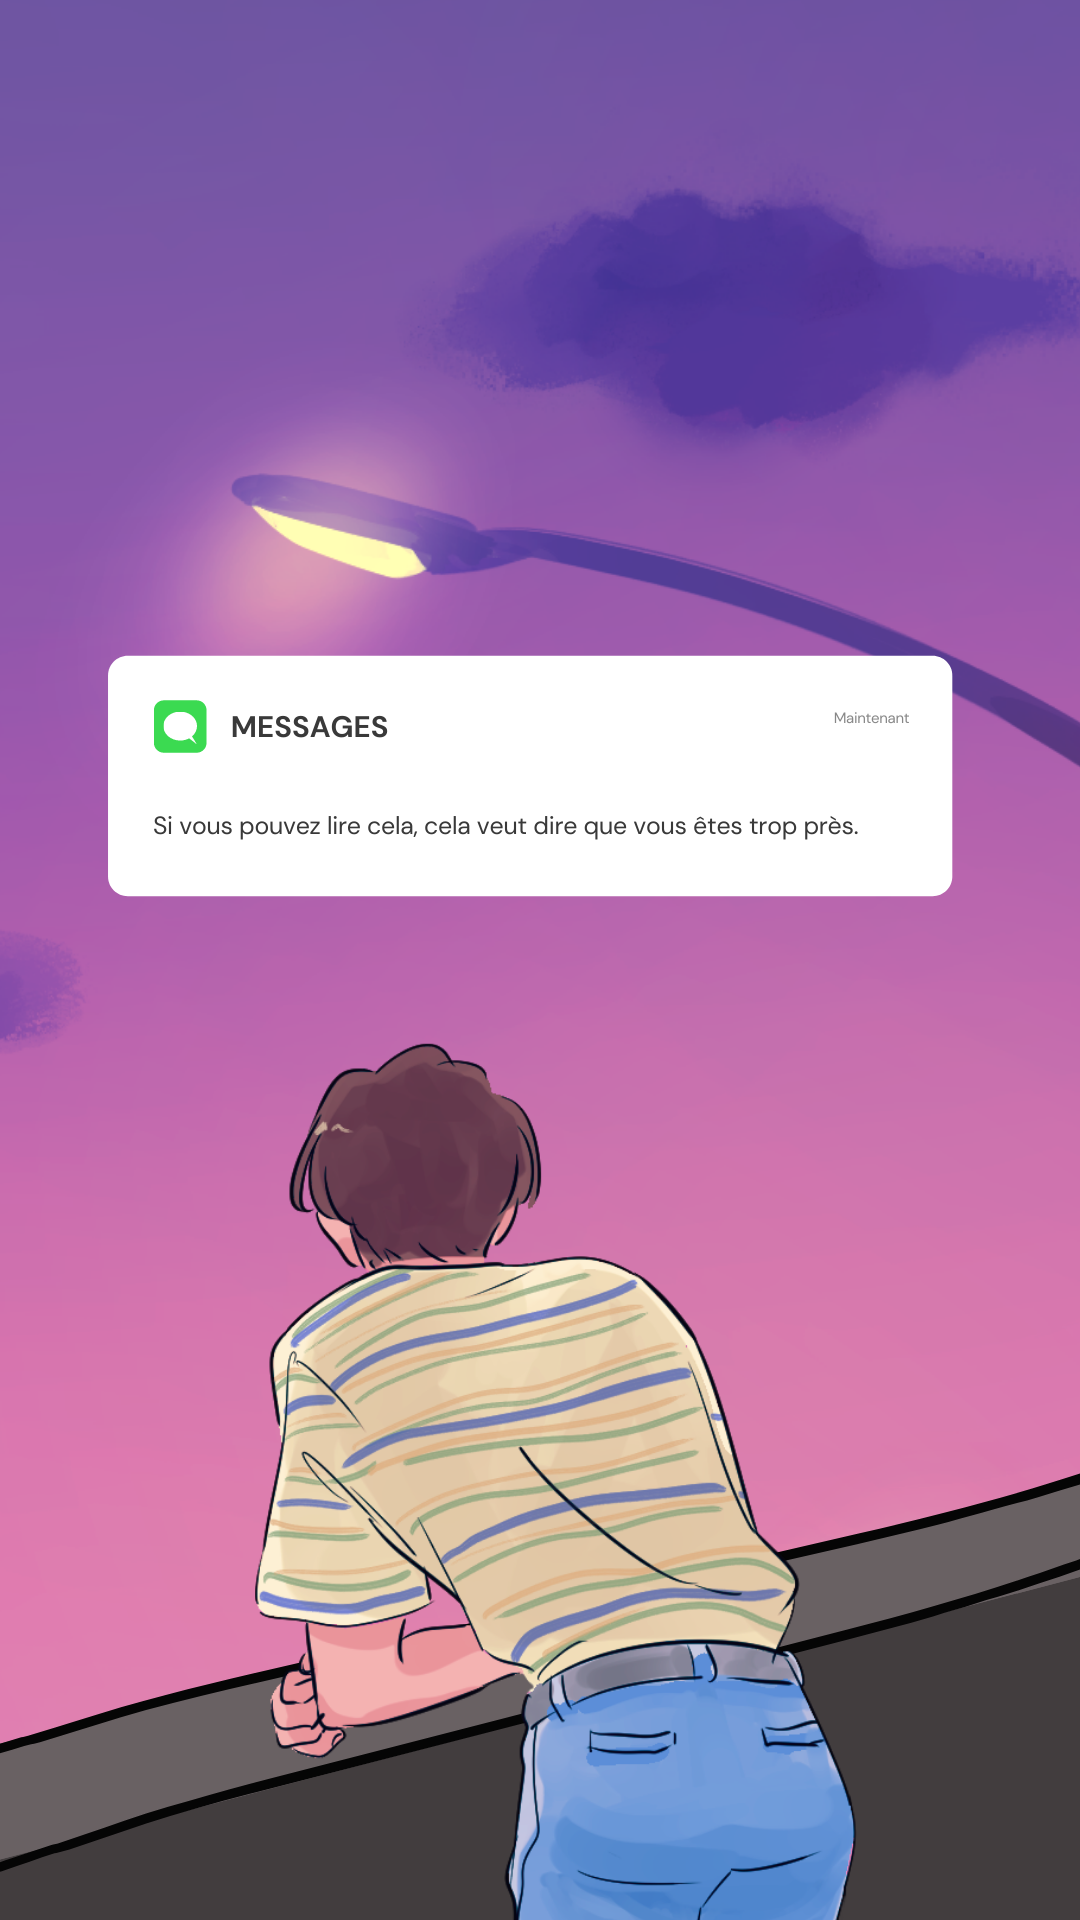 MESSAGES
Maintenant
Si vous pouvez lire cela, cela veut dire que vous êtes trop près.